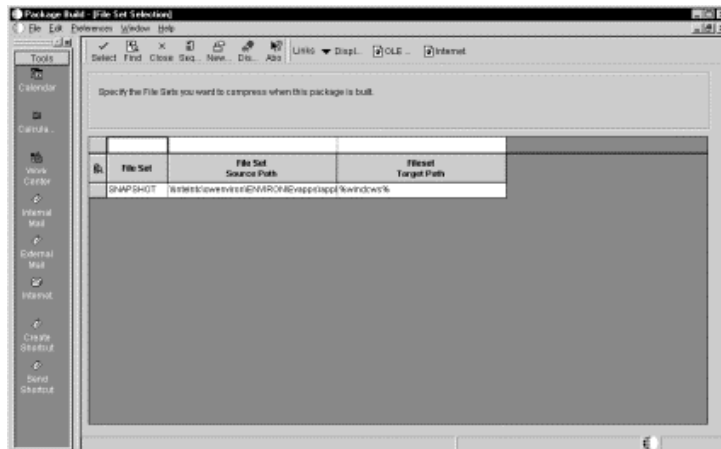 Package Build - [File Set Selection]
File Edit Preferences Window Help
Select Find Close Seq... New... Dis... Abo Links Displ... OLE ... Internet
Tools
Calendar
Specify the File Sets you want to compress when this package is built.
Calcula...
Work
Center
File Set
File Set
Source Path
Fileset
Target Path
SNAPSHOT %windows%
Internal
Mail
External
Mail
Internet
Create
Shortcut
Send
Shortcut